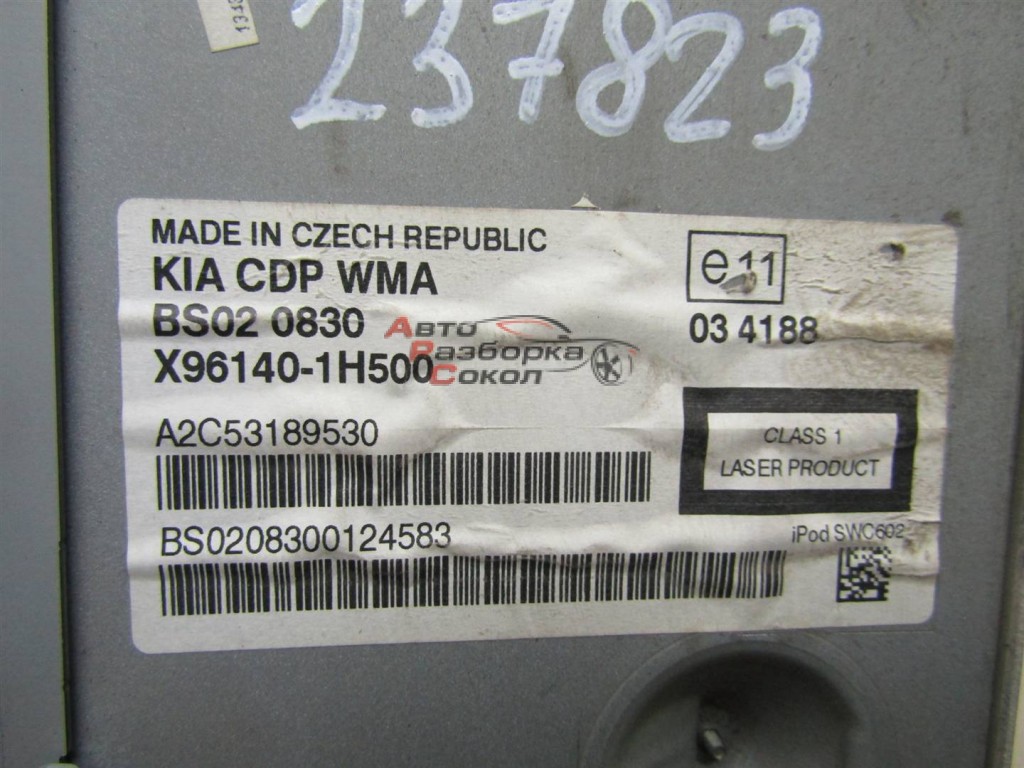 237823
MADE IN CZECH REPUBLIC
KIA CDP WMA
BS02 0830
X96140-1H500
e 11
03 4188
Авто
Разборка
Сокол
A2C53189530
CLASS 1
LASER PRODUCT
BS0208300124583
iPod SWC602